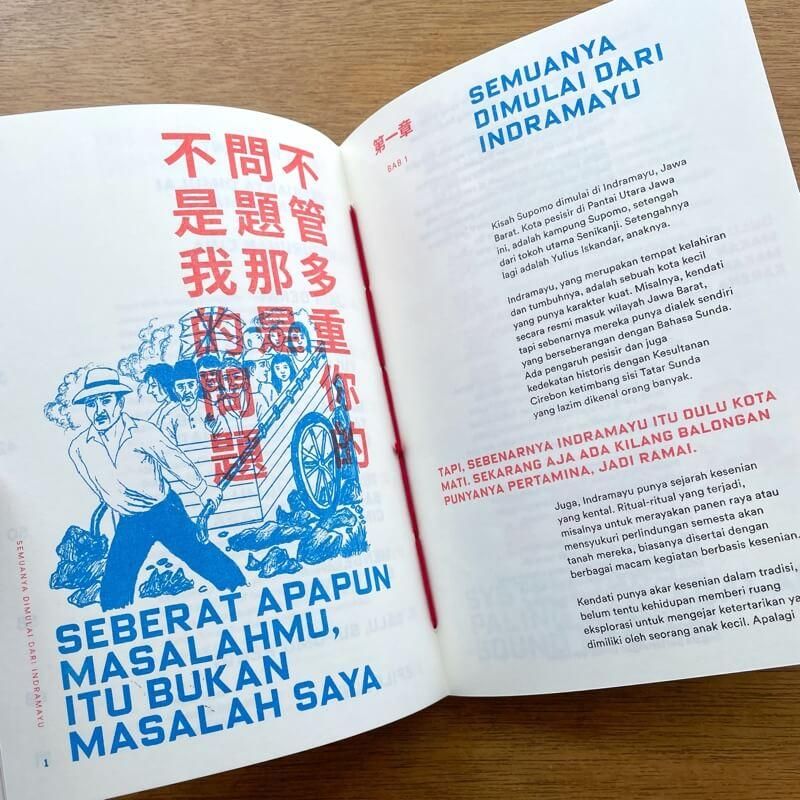 不管多重你的
問題那是
不是我的問題
SEBERAT APAPUN
MASALAHMU,
ITU BUKAN
MASALAH SAYA
SEMUANYA DIMULAI DARI INDRAMAYU
1
第一章
BAB 1
SEMUANYA
DIMULAI DARI
INDRAMAYU
Kisah Supomo dimulai di Indramayu, Jawa
Barat. Kota pesisir di Pantai Utara Jawa
ini, adalah kampung Supomo, setengah
dari tokoh utama Senikanji. Setengahnya
lagi adalah Yulius Iskandar, anaknya.
Indramayu, yang merupakan tempat kelahiran
dan tumbuhnya, adalah sebuah kota kecil
yang punya karakter kuat. Misalnya, kendati
secara resmi masuk wilayah Jawa Barat,
tapi sebenarnya mereka punya dialek sendiri
yang berseberangan dengan Bahasa Sunda.
Ada pengaruh pesisir dan juga
kedekatan historis dengan Kesultanan
Cirebon ketimbang sisi Tatar Sunda
yang lazim dikenal orang banyak.
TAPI, SEBENARNYA INDRAMAYU ITU DULU KOTA
MATI. SEKARANG AJA ADA KILANG BALONGAN
PUNYANYA PERTAMINA, JADI RAMAI.
Juga, Indramayu punya sejarah kesenian
yang kental. Ritual-ritual yang terjadi,
misalnya untuk merayakan panen raya atau
mensyukuri perlindungan semesta akan
tanah mereka, biasanya disertai dengan
berbagai macam kegiatan berbasis kesenian.
Kendati punya akar kesenian dalam tradisi,
belum tentu kehidupan memberi ruang
eksplorasi untuk mengejar ketertarikan ya
dimiliki oleh seorang anak kecil. Apalagi